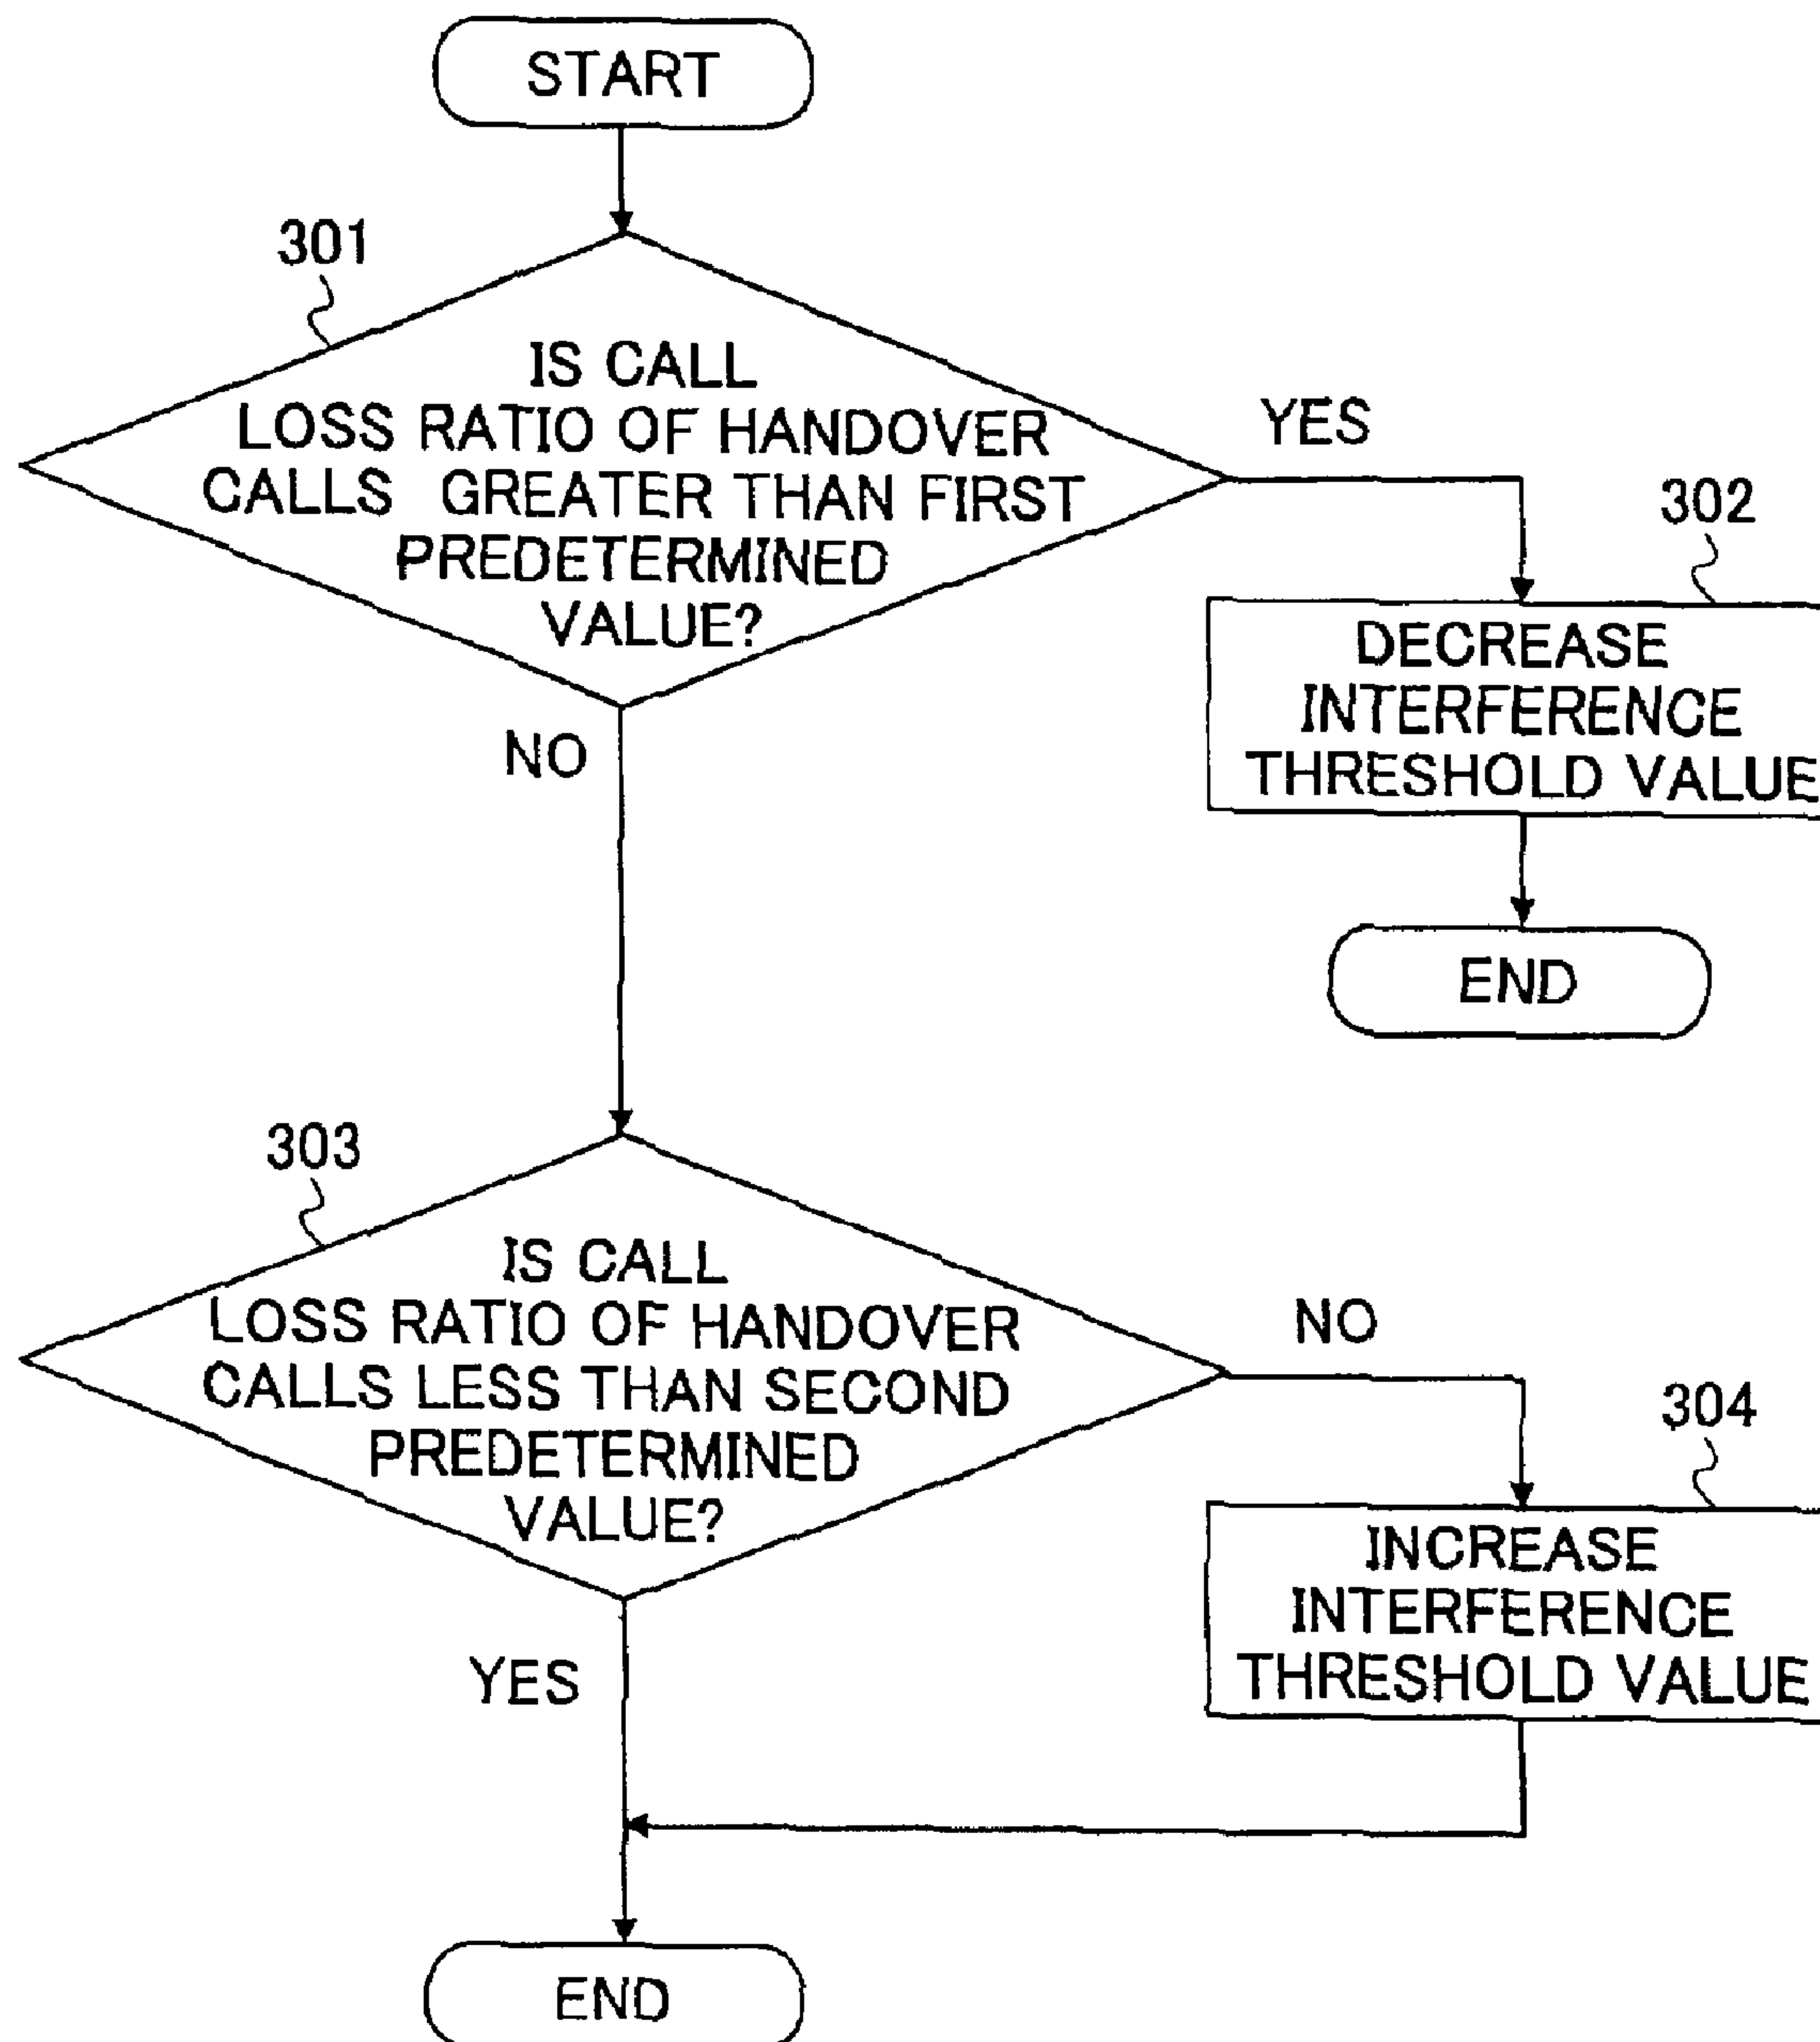 START
301
IS CALL
LOSS RATIO OF HANDOVER
CALLS GREATER THAN FIRST
PREDETERMINED
VALUE?
YES
302
DECREASE
INTERFERENCE
THRESHOLD VALUE
NO
END
303
IS CALL
LOSS RATIO OF HANDOVER
CALLS LESS THAN SECOND
PREDETERMINED
VALUE?
NO
304
INCREASE
INTERFERENCE
THRESHOLD VALUE
YES
END